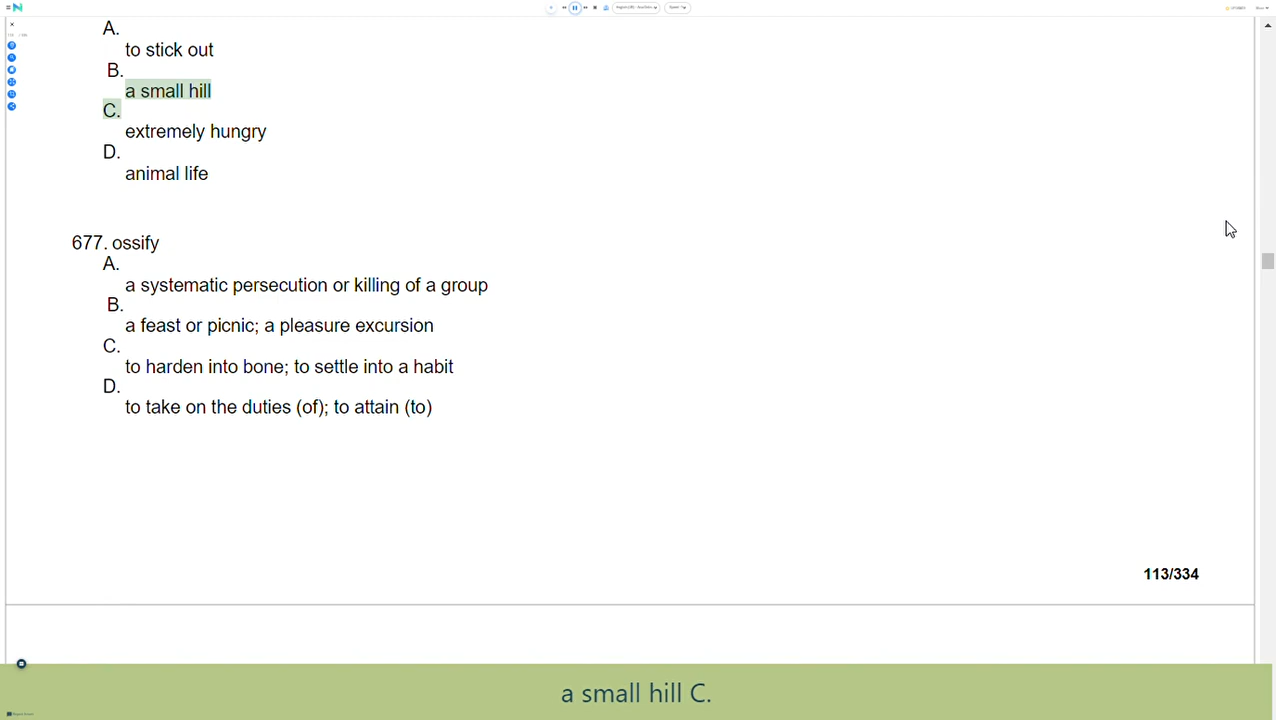 A.
to stick out
B.
a small hill
C.
extremely hungry
D.
animal life
677. ossify
A.
a systematic persecution or killing of a group
B.
a feast or picnic; a pleasure excursion
C.
to harden into bone; to settle into a habit
D.
to take on the duties (of); to attain (to)
113/334
a small hill C.